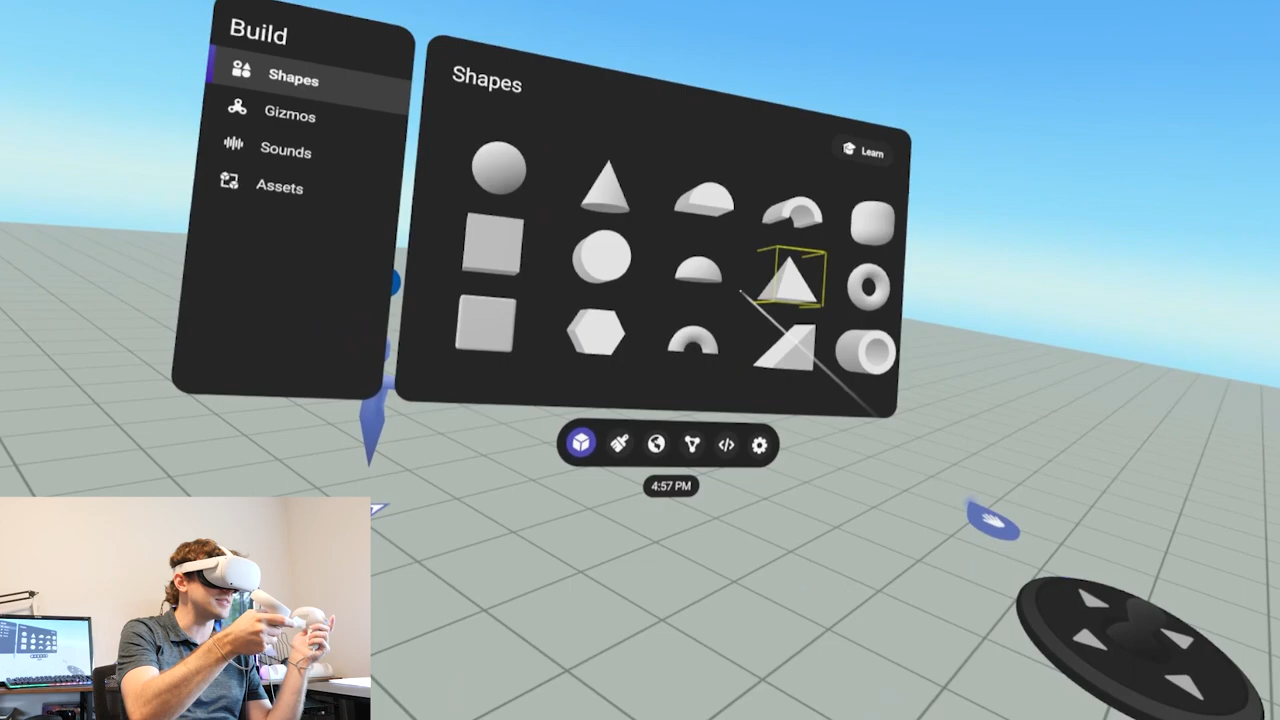 Build
Shapes
Gizmos
Sounds
Assets
Shapes
Learn
4:57 PM